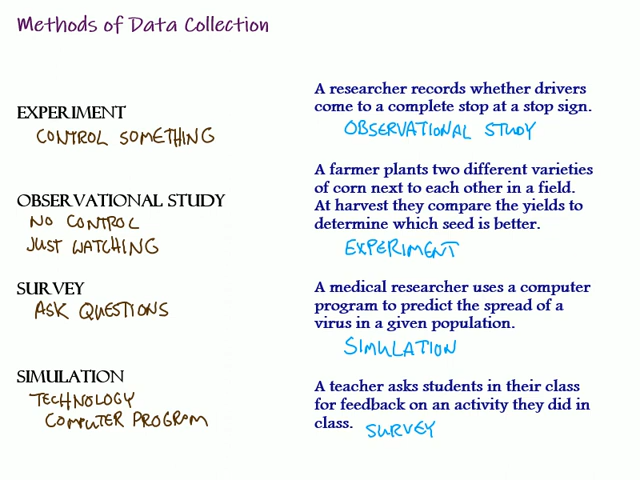 Methods of Data Collection
EXPERIMENT
CONTROL SOMETHING
OBSERVATIONAL STUDY
NO CONTROL
JUST WATCHING
SURVEY
ASK QUESTIONS
SIMULATION
TECHNOLOGY
COMPUTER PROGRAM
A researcher records whether drivers
come to a complete stop at a stop sign.
OBSERVATIONAL STUDY
A farmer plants two different varieties
of corn next to each other in a field.
At harvest they compare the yields to
determine which seed is better.
EXPERIMENT
A medical researcher uses a computer
program to predict the spread of a
virus in a given population.
SIMULATION
A teacher asks students in their class
for feedback on an activity they did in
class. SURVEY